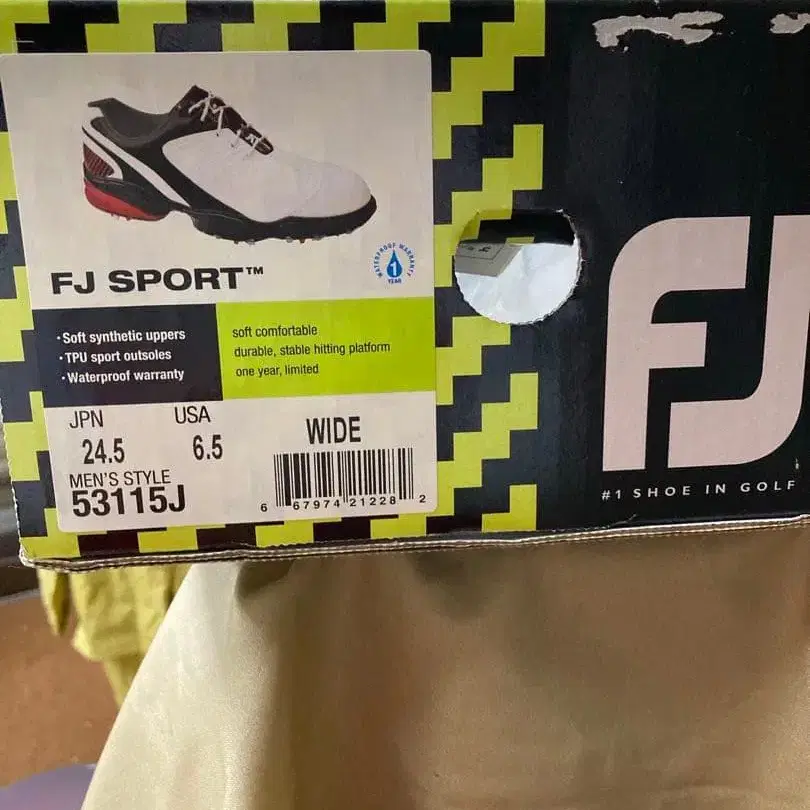 WATERPROOF WARRANTY
1
YEAR
FJ SPORT™
• Soft synthetic uppers
• TPU sport outsoles
• Waterproof warranty
soft comfortable
durable, stable hitting platform
one year, limited
JPN USA WIDE
24.5 6.5
MEN'S STYLE
53115J
6 67974 21228 2
FJ
#1 SHOE IN GOLF